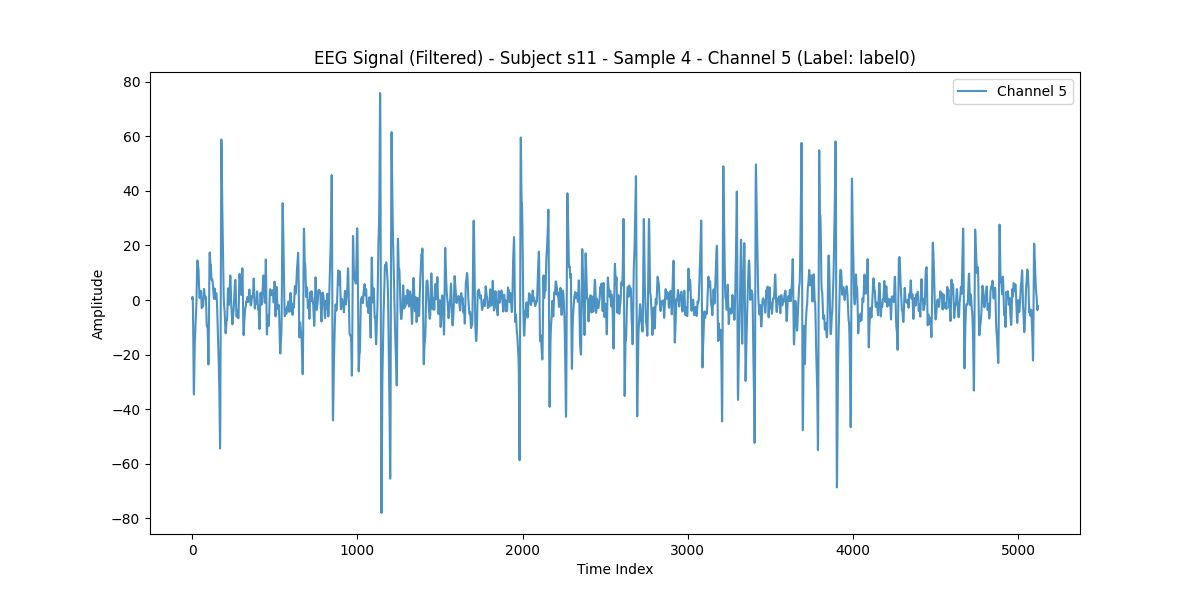 EEG Signal (Filtered) - Subject s11 - Sample 4 - Channel 5 (Label: label0)
Channel 5
80
60
40
20
0
−20
−40
−60
−80
Amplitude
0 1000 2000 3000 4000 5000
Time Index